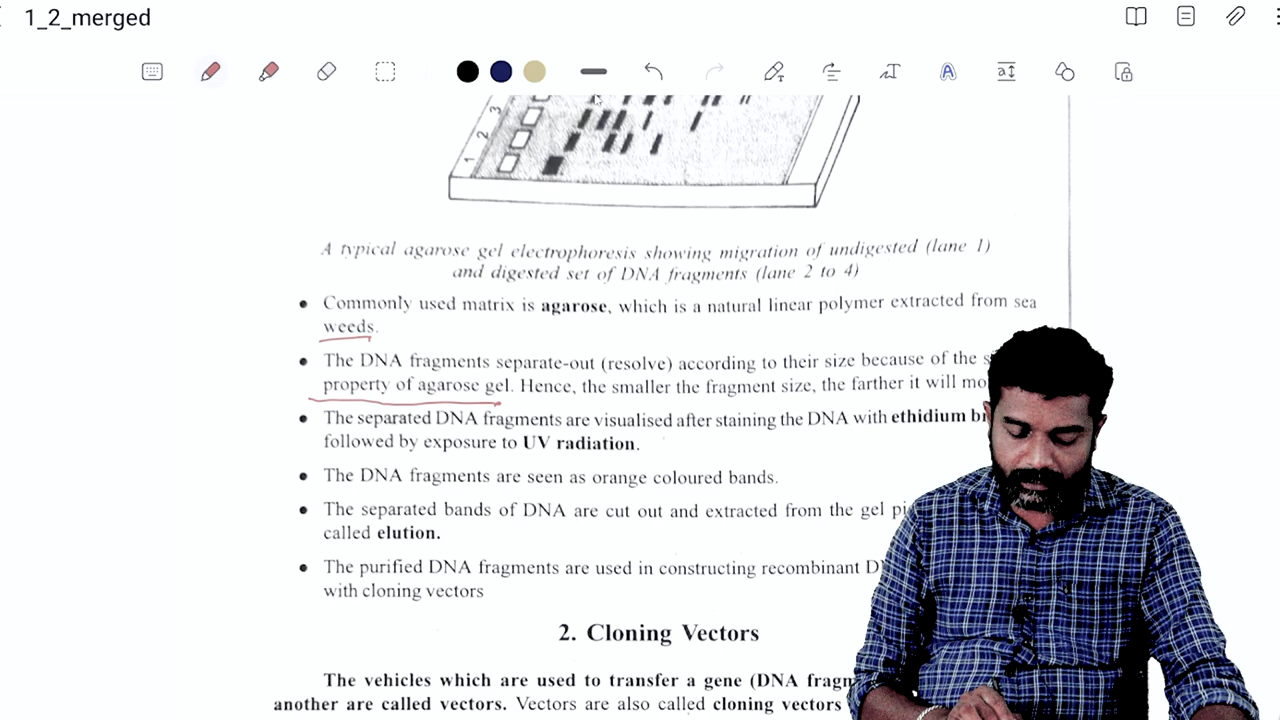 1_2_merged
3
2
1
A typical agarose gel electrophoresis showing migration of undigested (lane 1)
and digested set of DNA fragments (lane 2 to 4)
• Commonly used matrix is agarose, which is a natural linear polymer extracted from sea
weeds.
• The DNA fragments separate-out (resolve) according to their size because of the
property of agarose gel. Hence, the smaller the fragment size, the farther it will
• The separated DNA fragments are visualised after staining the DNA with ethidium
followed by exposure to UV radiation.
• The DNA fragments are seen as orange coloured bands.
• The separated bands of DNA are cut out and extracted from the gel
called elution.
• The purified DNA fragments are used in constructing recombinant
with cloning vectors
2. Cloning Vectors
The vehicles which are used to transfer a gene (DNA
another are called vectors. Vectors are also called cloning vectors